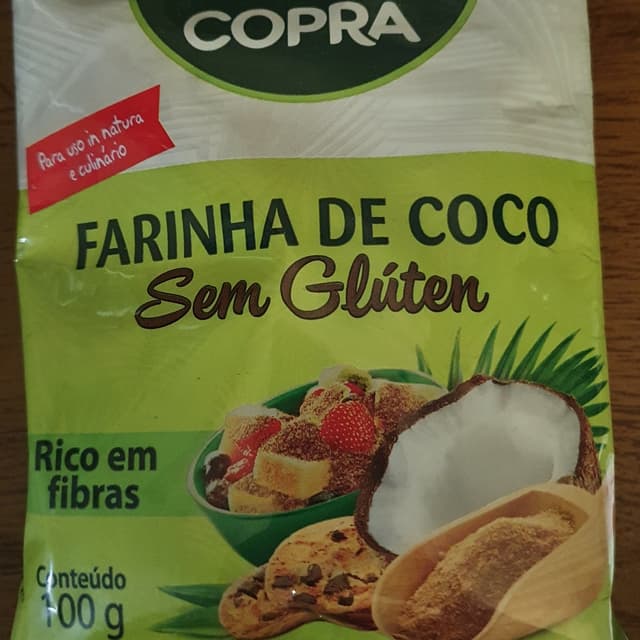 COPRA
Para uso in natura
e culinário
FARINHA DE COCO
Sem Glúten
Rico em
fibras
Conteúdo
100 g